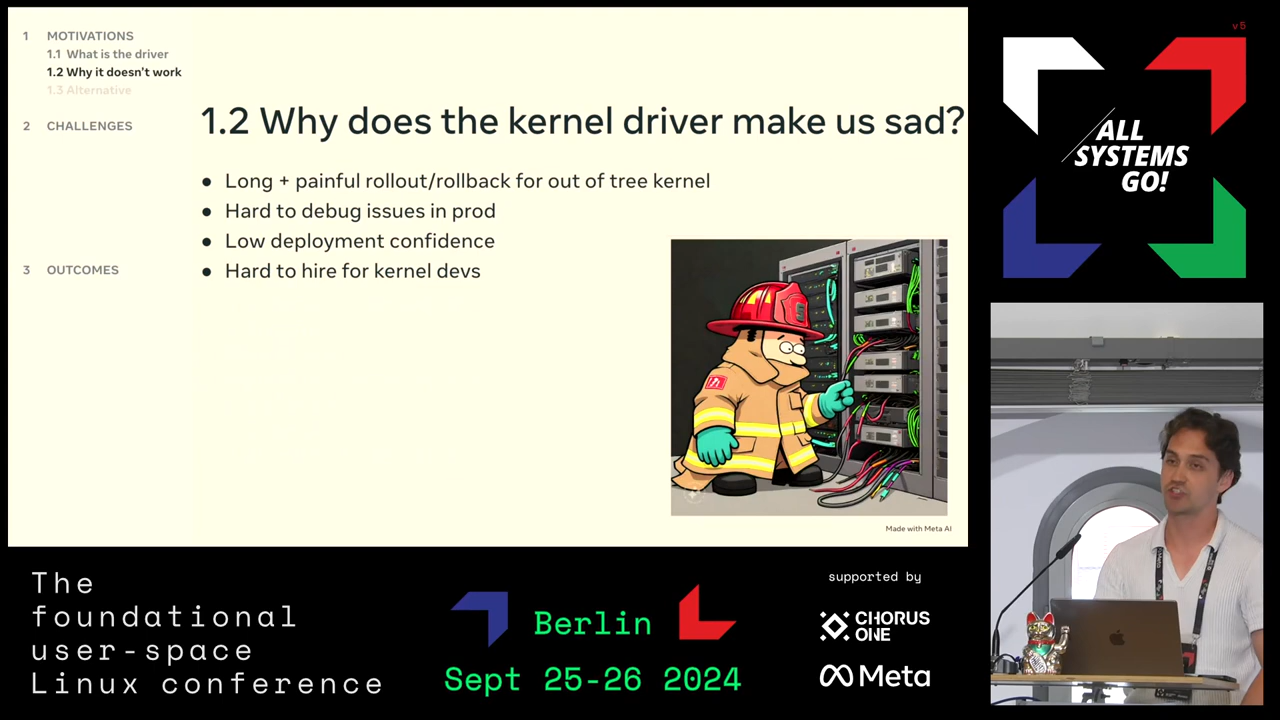 1 MOTIVATIONS
1.1 What is the driver
1.2 Why it doesn't work
1.3 Alternative
2 CHALLENGES
3 OUTCOMES
1.2 Why does the kernel driver make us sad?
● Long + painful rollout/rollback for out of tree kernel
● Hard to debug issues in prod
● Low deployment confidence
● Hard to hire for kernel devs
Made with Meta AI
v5
ALL
SYSTEMS
GO!
The
foundational
user-space
Linux conference
Berlin
Sept 25-26 2024
supported by
CHORUS
ONE
Meta